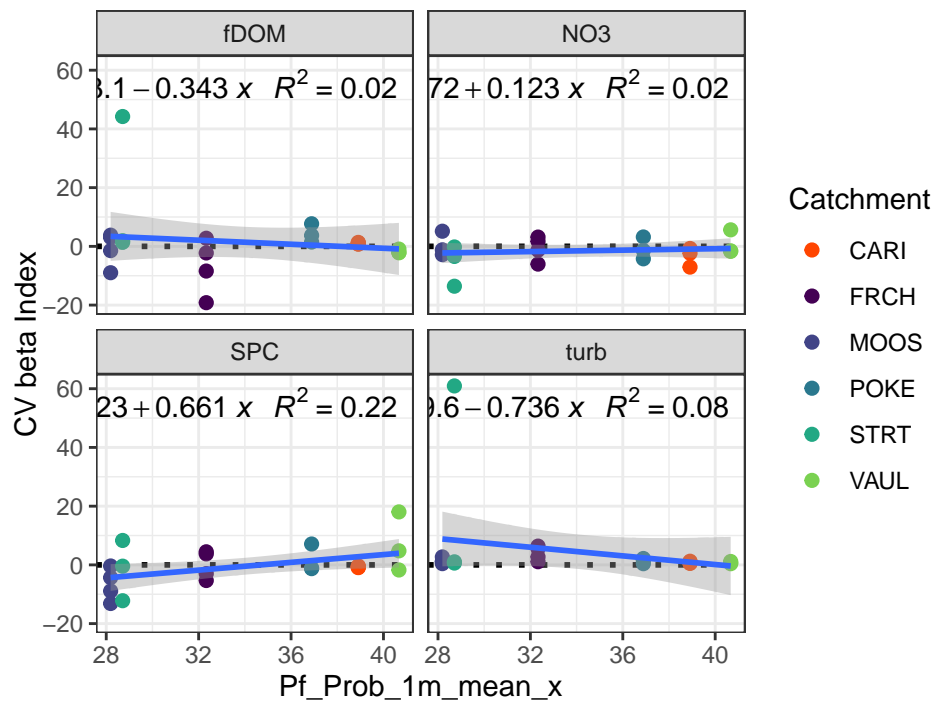 fDOM
NO3
.1 − 0.343 x R² = 0.02
72 + 0.123 x R² = 0.02
60
40
20
0
−20
SPC
turb
23 + 0.661 x R² = 0.22
.6 − 0.736 x R² = 0.08
60
40
20
0
−20
28 32 36 40
28 32 36 40
CV beta Index
Pf_Prob_1m_mean_x
Catchment
CARI
FRCH
MOOS
POKE
STRT
VAUL